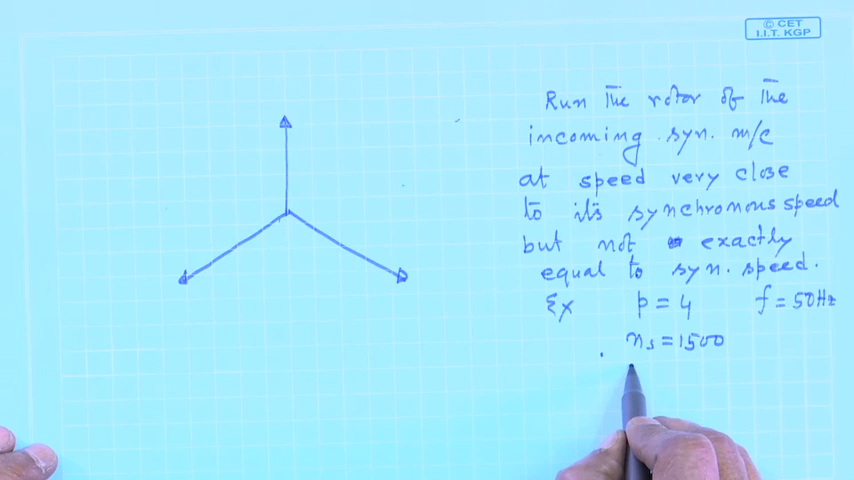 © CET
I.I.T. KGP
Run the rotor of the
incoming syn. m/c
at speed very close
to its synchronous speed
but not exactly
equal to syn. speed.
Ex p = 4 f = 50Hz
ns = 1500